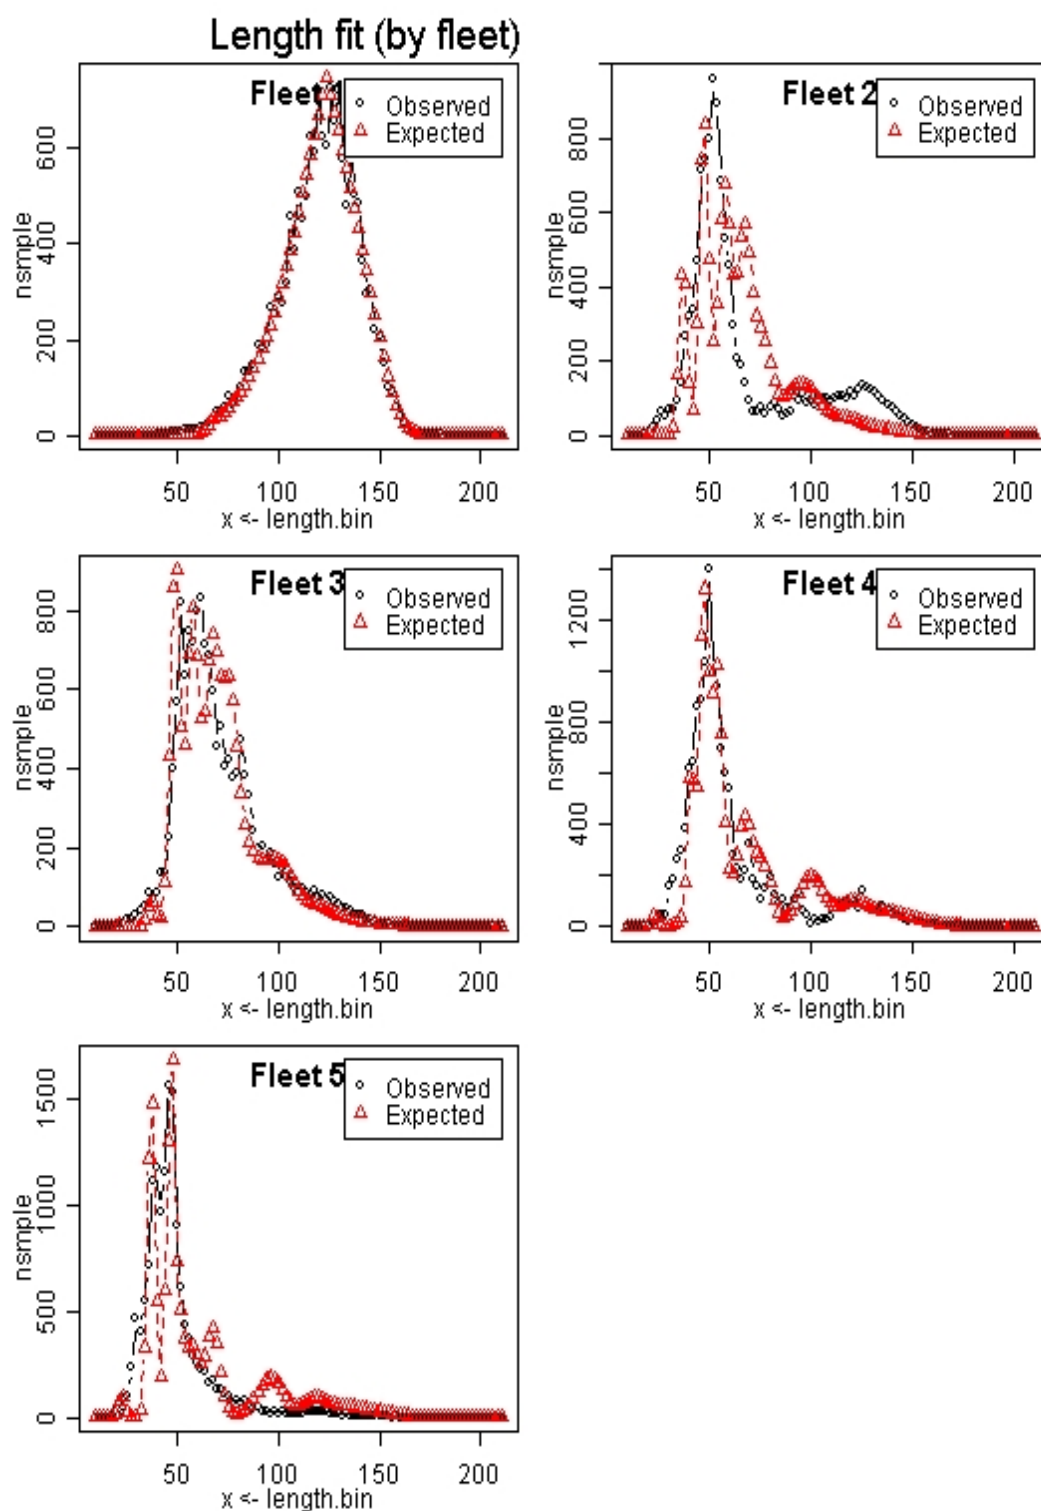 Length fit (by fleet)
Fleet 1
Observed
Expected
nsmple
0 200 400 600
50 100 150 200
x <- length.bin
Fleet 2
Observed
Expected
nsmple
0 200 400 600 800
50 100 150 200
x <- length.bin
Fleet 3
Observed
Expected
nsmple
0 200 400 600 800
50 100 150 200
x <- length.bin
Fleet 4
Observed
Expected
nsmple
0 400 800 1200
50 100 150 200
x <- length.bin
Fleet 5
Observed
Expected
nsmple
0 500 1000 1500
50 100 150 200
x <- length.bin